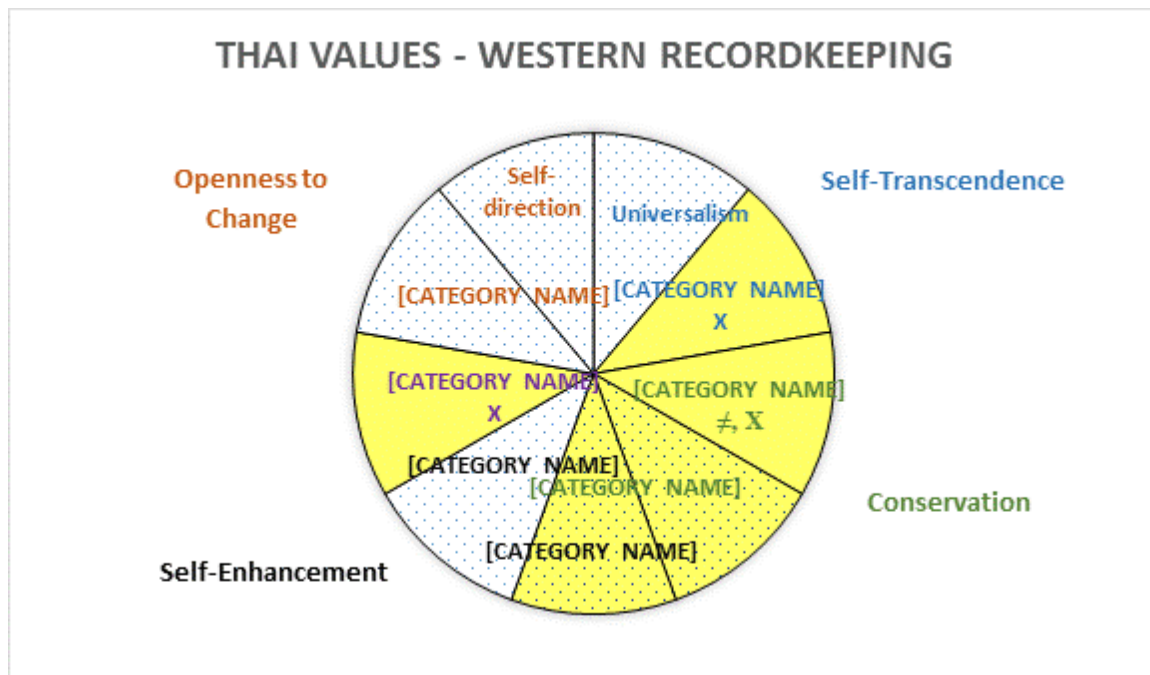 THAI VALUES - WESTERN RECORDKEEPING
Openness to
Change
Self-
direction
Universalism
Self-Transcendence
[CATEGORY NAME]
[CATEGORY NAME]
X
[CATEGORY NAME]
X
[CATEGORY NAME]
≠, X
[CATEGORY NAME]
[CATEGORY NAME]
[CATEGORY NAME]
Conservation
Self-Enhancement